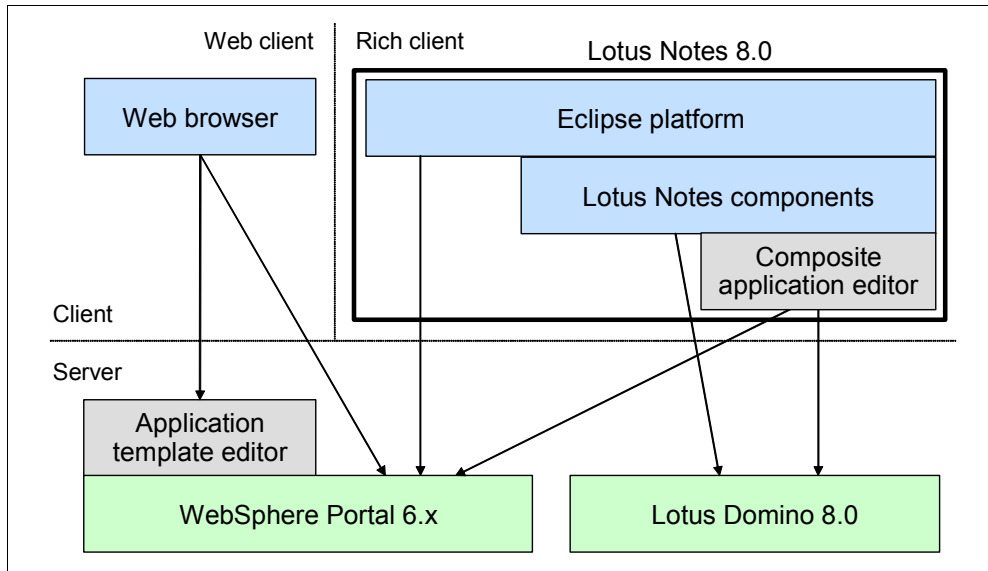 Web client
Rich client
Lotus Notes 8.0
Web browser
Eclipse platform
Lotus Notes components
Composite
application editor
Client
Server
Application
template editor
WebSphere Portal 6.x
Lotus Domino 8.0